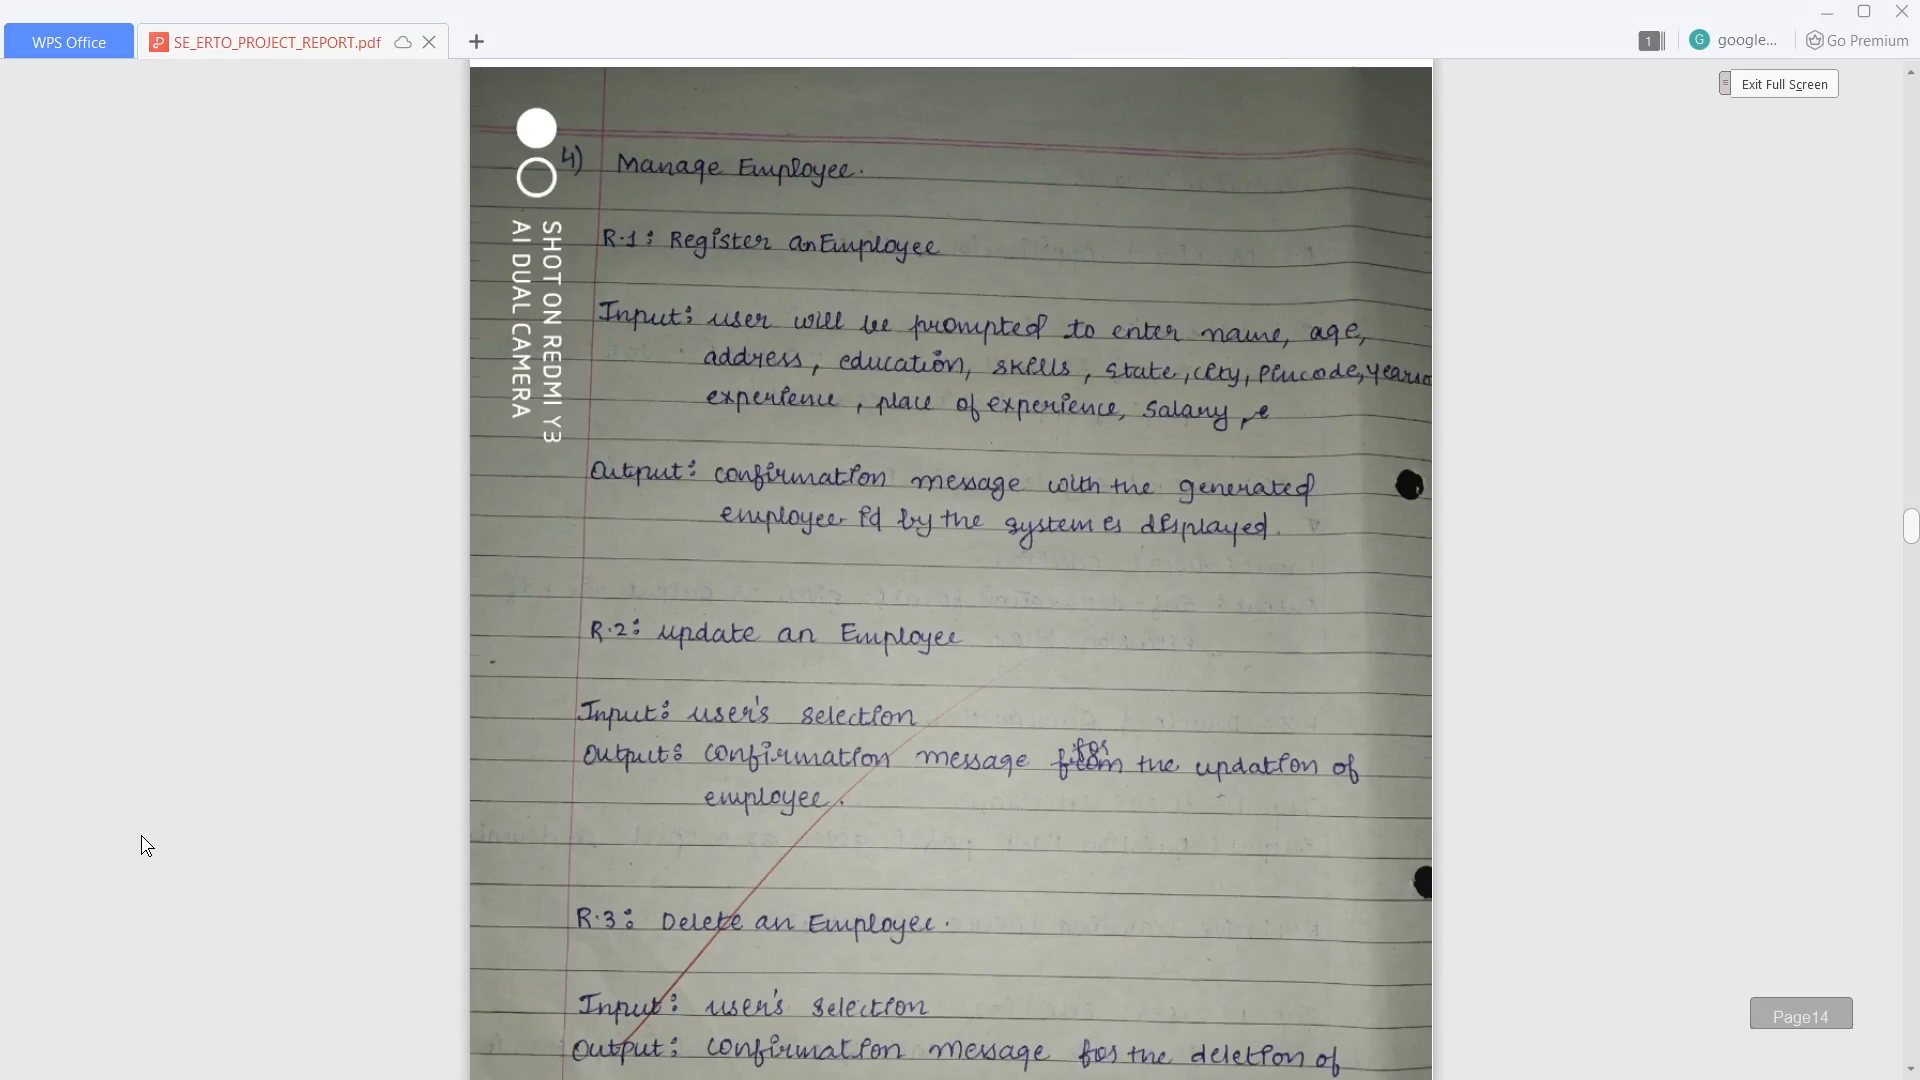 WPS Office
SE_ERTO_PROJECT_REPORT.pdf
1
G
google...
Go Premium
Exit Full Screen
SHOT ON REDMI Y3
AI DUAL CAMERA
4) Manage Employee.
R.1: Register an Employee
Input: user will be prompted to enter name, age,
address, education, skills, state, city, pincode, years o
experience, place of experience, salary, e
Output: confirmation message with the generated
employee id by the system is displayed.
R.2: update an Employee
Input: user's selection
Output: confirmation message for the updation of
employee.
R.3: Delete an Employee.
Input: user's selection
Output: confirmation message for the deletion of
Page14